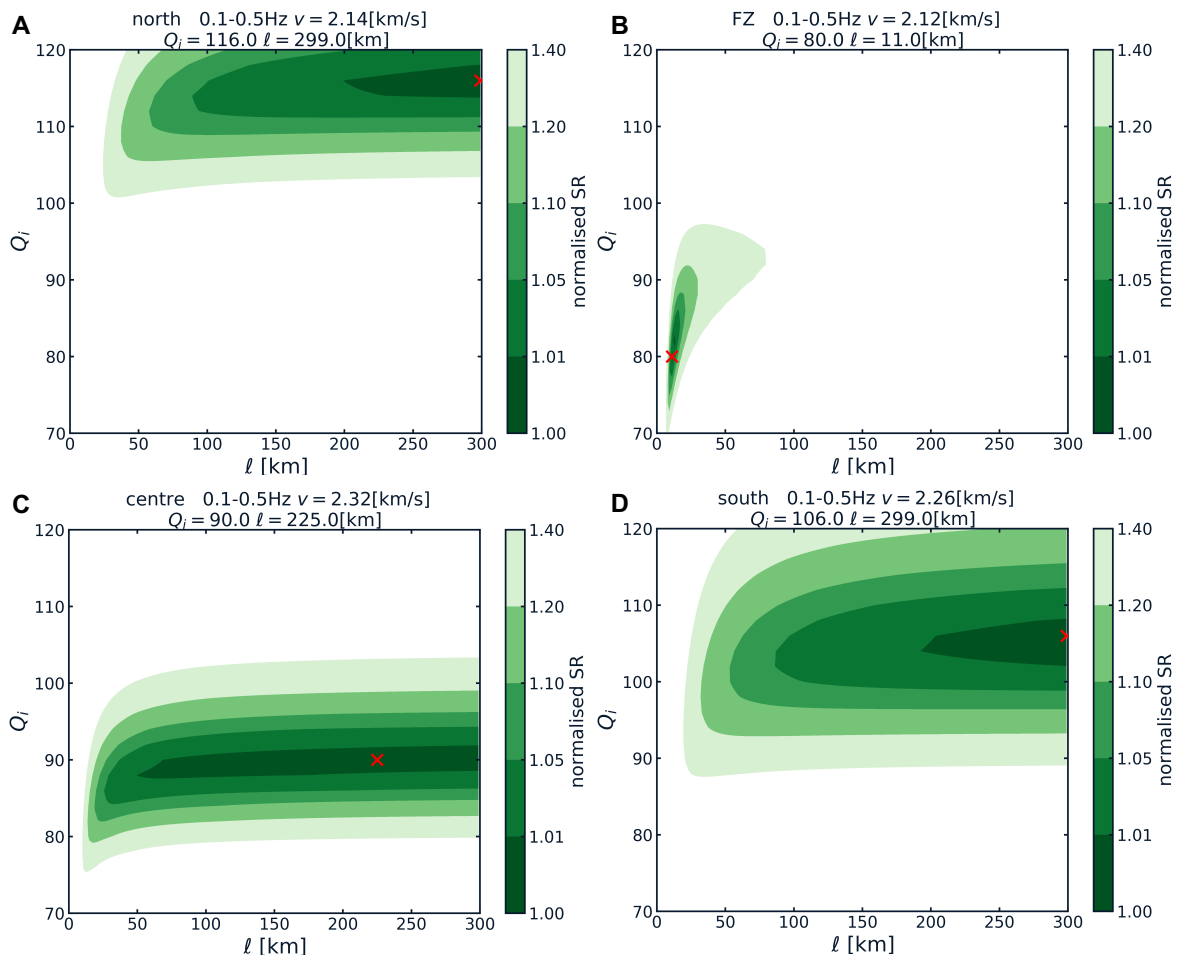 A
north 0.1-0.5Hz v = 2.14[km/s]
Qi = 116.0 ℓ = 299.0[km]
120
110
100
90
80
70
Qi
0 50 100 150 200 250 300
ℓ [km]
1.40
1.20
1.10
1.05
1.01
1.00
normalised SR
B
FZ 0.1-0.5Hz v = 2.12[km/s]
Qi = 80.0 ℓ = 11.0[km]
120
110
100
90
80
70
Qi
0 50 100 150 200 250 300
ℓ [km]
1.40
1.20
1.10
1.05
1.01
1.00
normalised SR
C
centre 0.1-0.5Hz v = 2.32[km/s]
Qi = 90.0 ℓ = 225.0[km]
120
110
100
90
80
70
Qi
0 50 100 150 200 250 300
ℓ [km]
1.40
1.20
1.10
1.05
1.01
1.00
normalised SR
D
south 0.1-0.5Hz v = 2.26[km/s]
Qi = 106.0 ℓ = 299.0[km]
120
110
100
90
80
70
Qi
0 50 100 150 200 250 300
ℓ [km]
1.40
1.20
1.10
1.05
1.01
1.00
normalised SR